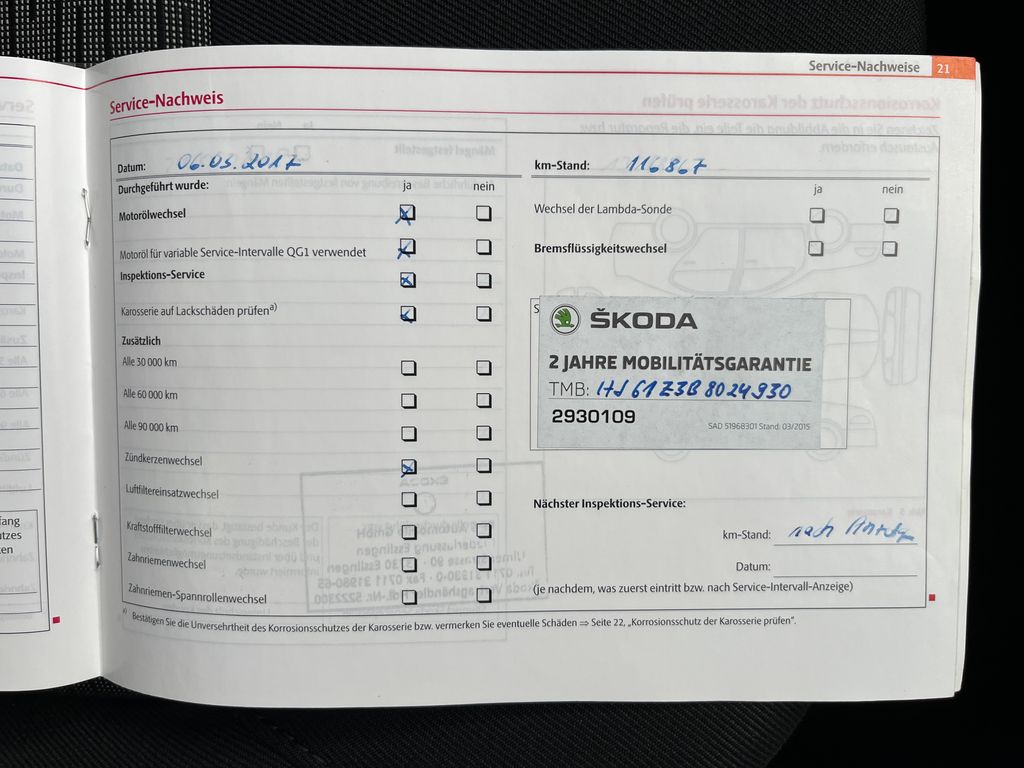 Service-Nachweise 21
Service-Nachweis
Datum: 06.03.2017
Durchgeführt wurde: ja nein
Motorölwechsel
Motoröl für variable Service-Intervalle QG1 verwendet
Inspektions-Service
Karosserie auf Lackschäden prüfen a)
Zusätzlich
Alle 30 000 km
Alle 60 000 km
Alle 90 000 km
Zündkerzenwechsel
Luftfiltereinsatzwechsel
Kraftstofffilterwechsel
Zahnriemenwechsel
Zahnriemen-Spannrollenwechsel
km-Stand: 116867
ja nein
Wechsel der Lambda-Sonde
Bremsflüssigkeitswechsel
S
ŠKODA
2 JAHRE MOBILITÄTSGARANTIE
TMB: HJ61Z3B8024930
2930109
SAD 51968301 Stand: 03/2015
Nächster Inspektions-Service:
km-Stand: nach Anzeige
Datum:
(je nachdem, was zuerst eintritt bzw. nach Service-Intervall-Anzeige)
a) Bestätigen Sie die Unversehrtheit des Korrosionsschutzes der Karosserie bzw. vermerken Sie eventuelle Schäden ⇒ Seite 22, „Korrosionsschutz der Karosserie prüfen".